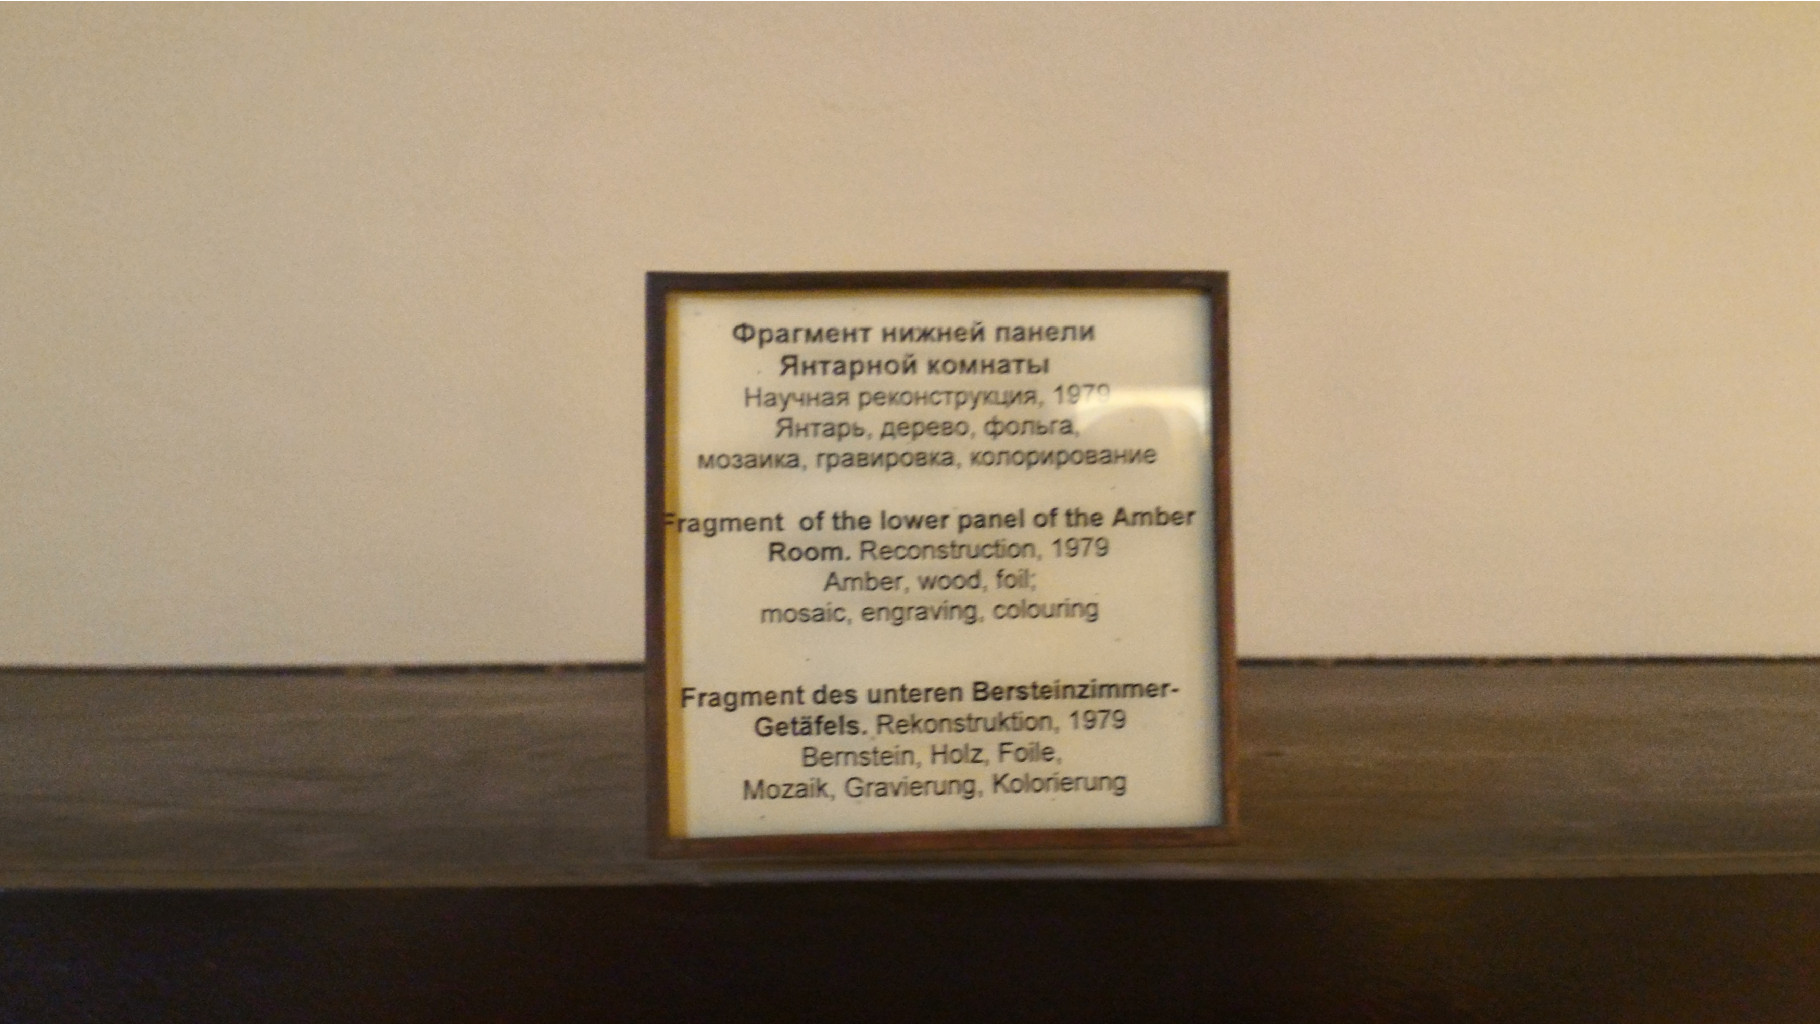 Фрагмент нижней панели
Янтарной комнаты
Научная реконструкция, 1979
Янтарь, дерево, фольга,
мозаика, гравировка, колорирование
Fragment of the lower panel of the Amber
Room. Reconstruction, 1979
Amber, wood, foil;
mosaic, engraving, colouring
Fragment des unteren Bersteinzimmer-
Getäfels. Rekonstruktion, 1979
Bernstein, Holz, Foile,
Mozaik, Gravierung, Kolorierung